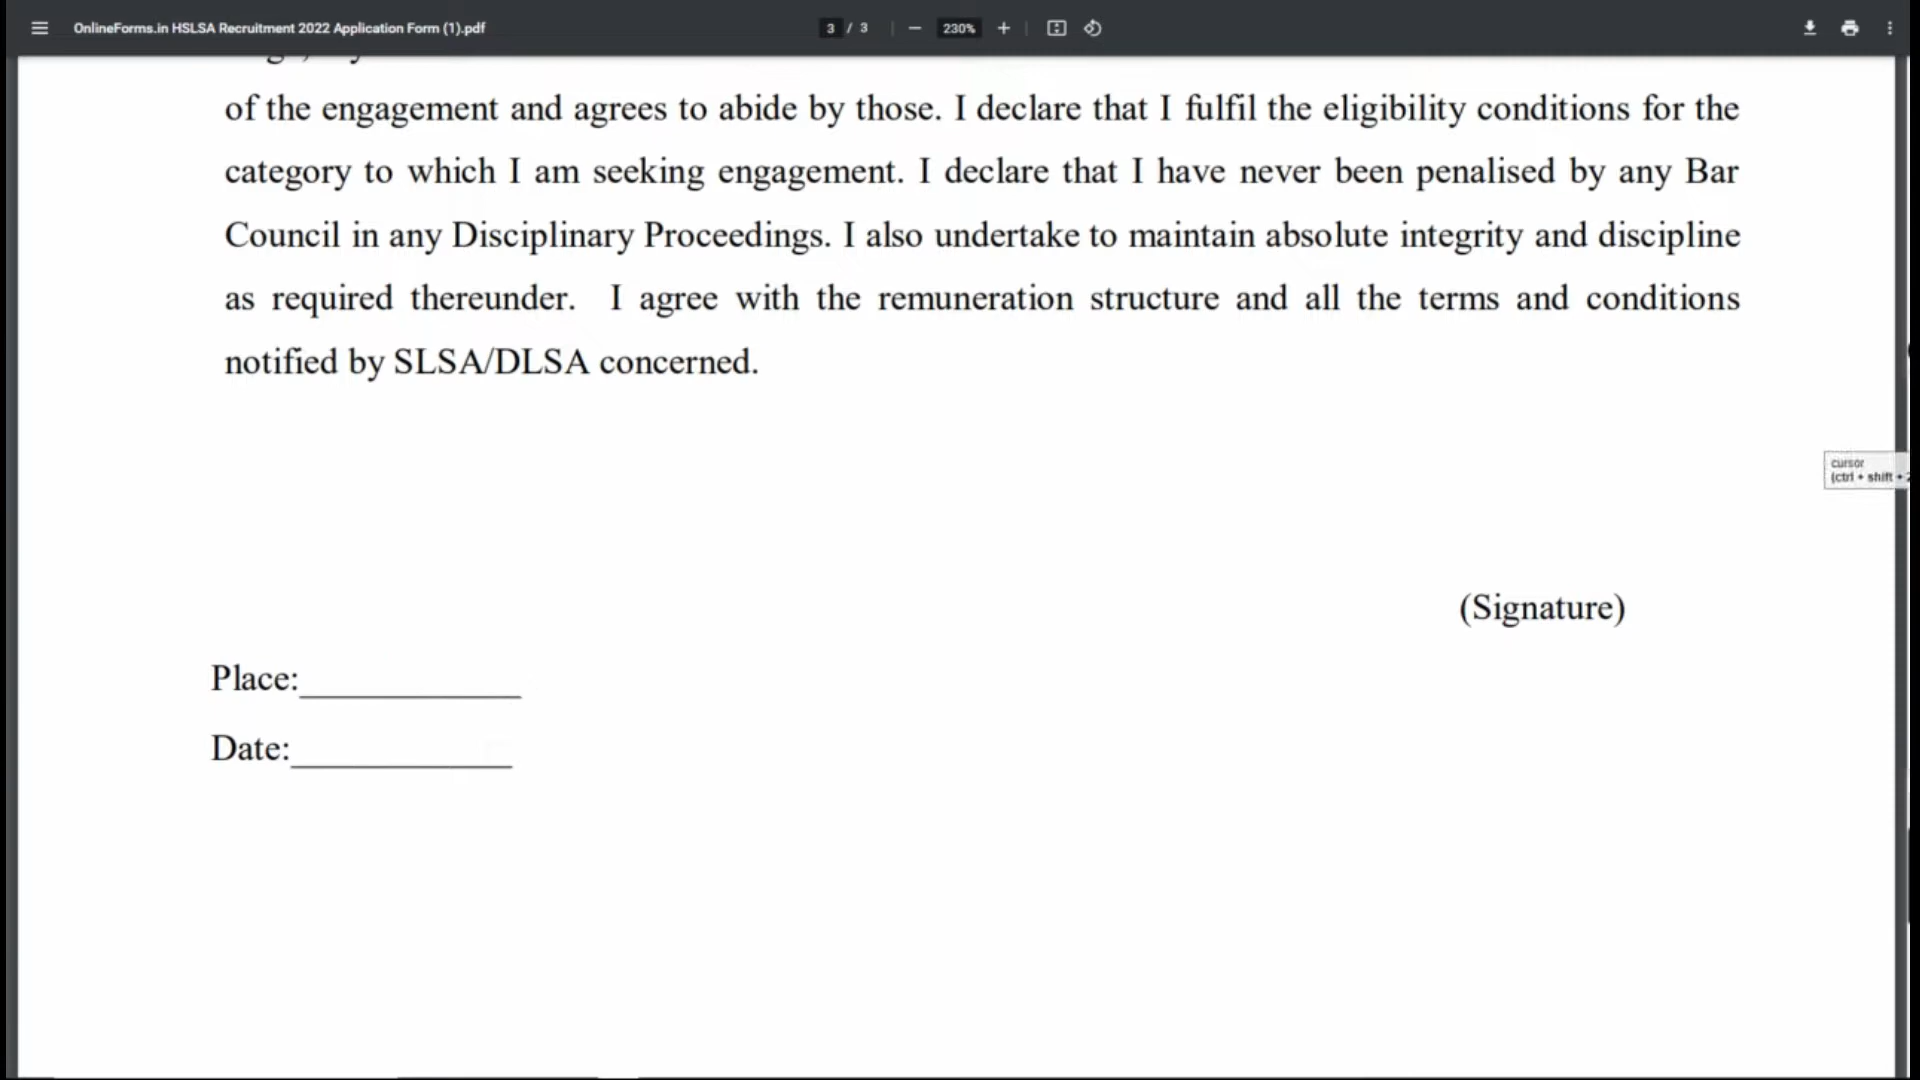 OnlineForms.in HSLSA Recruitment 2022 Application Form (1).pdf
3 / 3
230%
of the engagement and agrees to abide by those. I declare that I fulfil the eligibility conditions for the
category to which I am seeking engagement. I declare that I have never been penalised by any Bar
Council in any Disciplinary Proceedings. I also undertake to maintain absolute integrity and discipline
as required thereunder. I agree with the remuneration structure and all the terms and conditions
notified by SLSA/DLSA concerned.
cursor
(ctrl + shift +
(Signature)
Place:____________
Date:____________